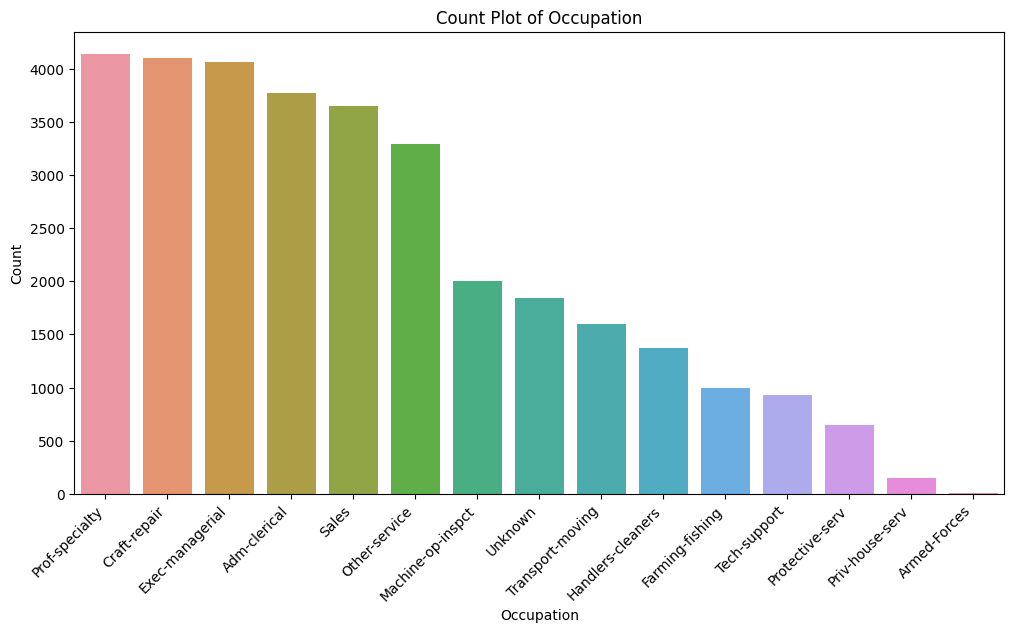 Count Plot of Occupation
Count
4000
3500
3000
2500
2000
1500
1000
500
0
Prof-specialty
Craft-repair
Exec-managerial
Adm-clerical
Sales
Other-service
Machine-op-inspct
Unknown
Transport-moving
Handlers-cleaners
Farming-fishing
Tech-support
Protective-serv
Priv-house-serv
Armed-Forces
Occupation